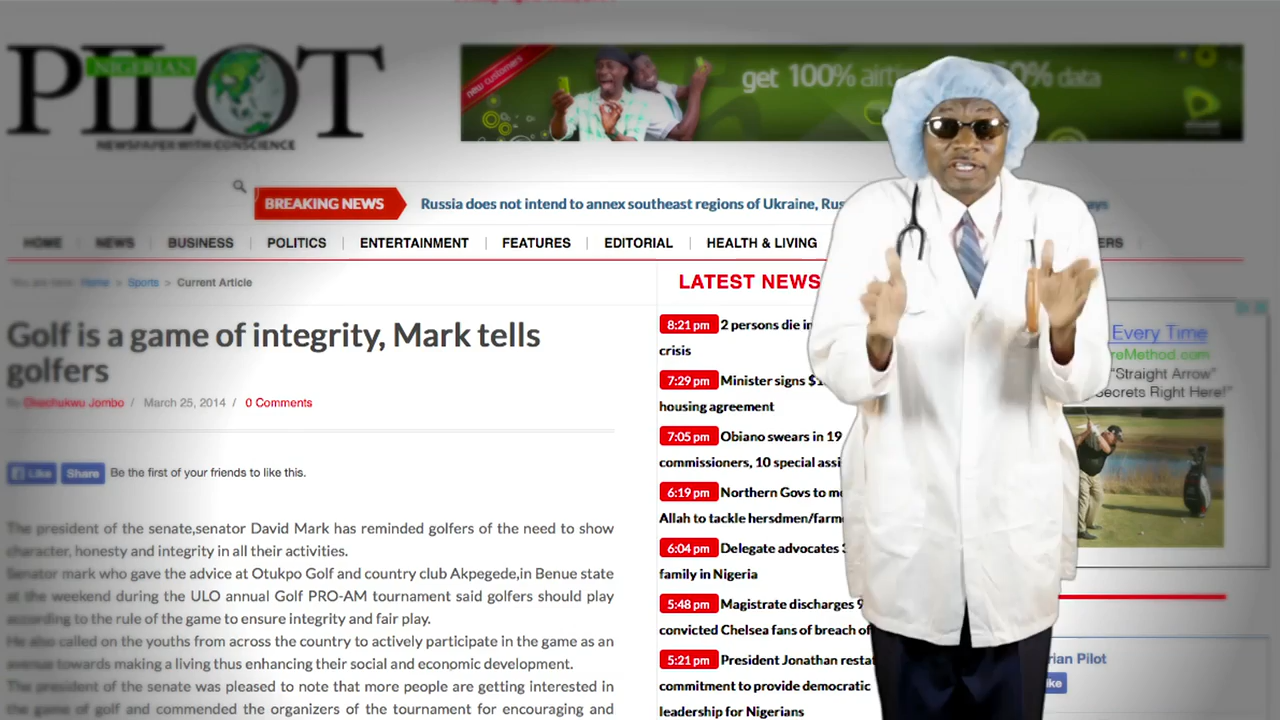 NIGERIAN
PILOT
NEWSPAPER WITH CONSCIENCE
new customers
get 100% 0% data
BREAKING NEWS Russia does not intend to annex southeast regions of Ukraine,
HOME NEWS BUSINESS POLITICS ENTERTAINMENT FEATURES EDITORIAL HEALTH & LIVING
You are here: Home > Sports > Current Article
Golf is a game of integrity, Mark tells
golfers
March 25, 2014 / 0 Comments
Like Share Be the first of your friends to like this.
The president of the senate,senator David Mark has reminded golfers of the need to show
character, honesty and integrity in all their activities.
Senator mark who gave the advice at Otukpo Golf and country club Akpegede,in Benue state
at the weekend during the ULO annual Golf PRO-AM tournament said golfers should play
according to the rule of the game to ensure integrity and fair play.
He also called on the youths from across the country to actively participate in the game as an
avenue towards making a living thus enhancing their social and economic development.
The president of the senate was pleased to note that more people are getting interested in
the game of golf and commended the organizers of the tournament for encouraging and
LATEST NEWS
8:21 pm 2 persons die in
crisis
7:29 pm Minister signs
housing agreement
7:05 pm Obiano swears in 19
commissioners, 10 special
6:19 pm Northern Govs to
Allah to tackle
6:04 pm Delegate advocates
family in Nigeria
5:48 pm Magistrate discharges
convicted Chelsea fans of breach of
5:21 pm President Jonathan
commitment to provide democratic
leadership for Nigerians
Every Time
reMethod.com
"Straight Arrow"
Secrets Right Here!"
rian Pilot